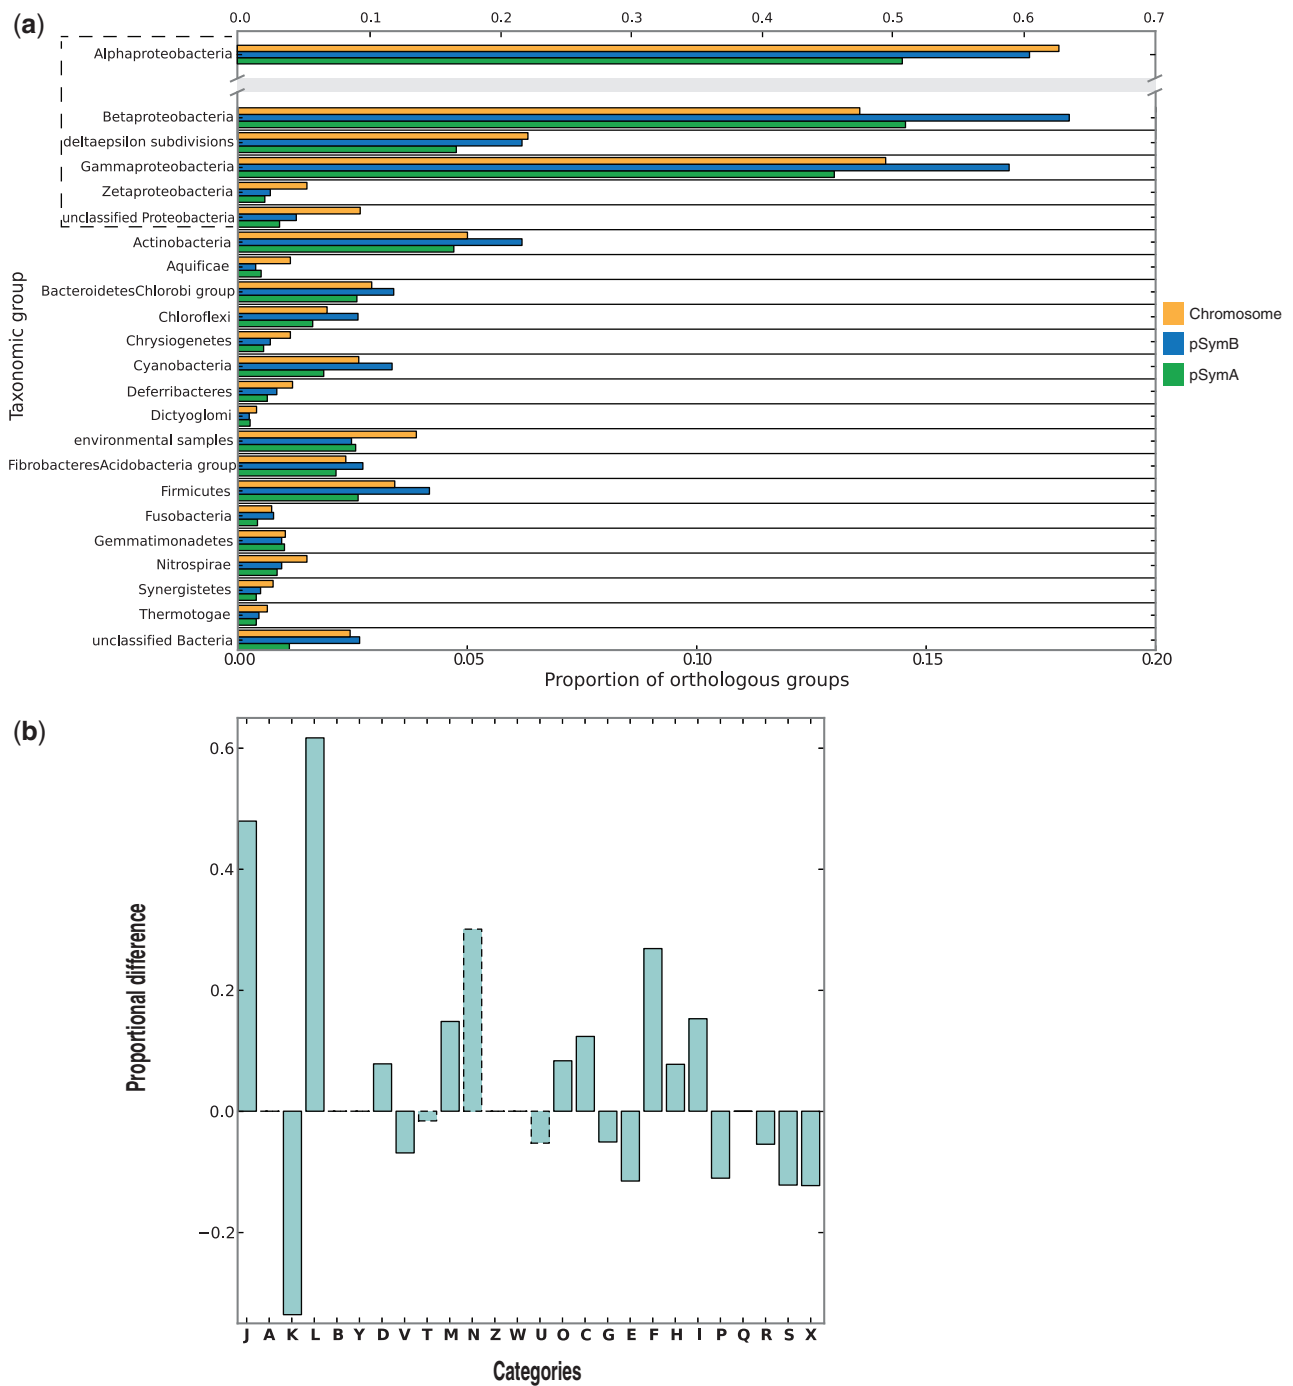 (a)
0.0 0.1 0.2 0.3 0.4 0.5 0.6 0.7
Alphaproteobacteria
Betaproteobacteria
deltaepsilon subdivisions
Gammaproteobacteria
Zetaproteobacteria
unclassified Proteobacteria
Actinobacteria
Aquificae
BacteroidetesChlorobi group
Chloroflexi
Chrysiogenetes
Cyanobacteria
Deferribacteres
Dictyoglomi
environmental samples
FibrobacteresAcidobacteria group
Firmicutes
Fusobacteria
Gemmatimonadetes
Nitrospirae
Synergistetes
Thermotogae
unclassified Bacteria
Taxonomic group
0.00 0.05 0.10 0.15 0.20
Proportion of orthologous groups
Chromosome
pSymB
pSymA
(b)
0.6
0.4
0.2
0.0
−0.2
Proportional difference
J A K L B Y D V T M N Z W U O C G E F H I P Q R S X
Categories